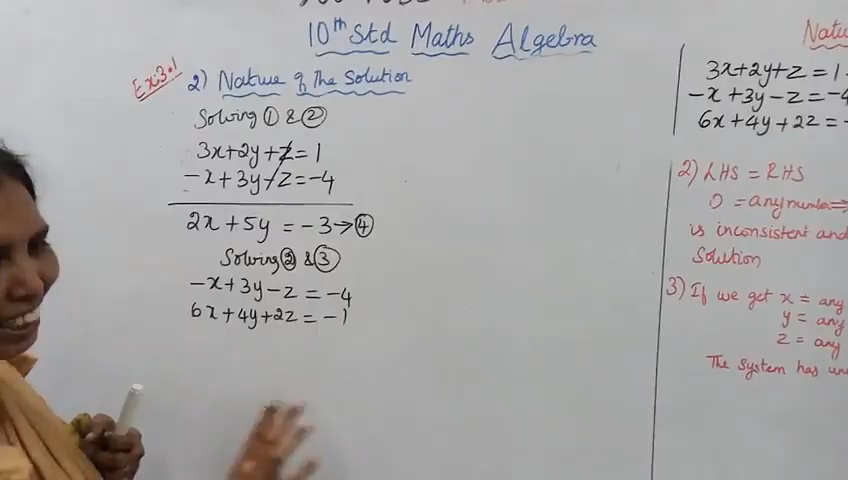 10th Std Maths Algebra
Ex:3.1
2) Nature of The Solution
Solving ① & ②
3x+2y+z=1
-x+3y-z=-4
2x+5y=-3→④
Solving ② & ③
-x+3y-z=-4
6x+4y+2z=-1
3x+2y+z=1
-x+3y-z=-4
6x+4y+2z=-
2) LHS = RHS
0 = any number⇒
is inconsistent and
Solution
3) If we get x = any
y = any
z = any
The System has